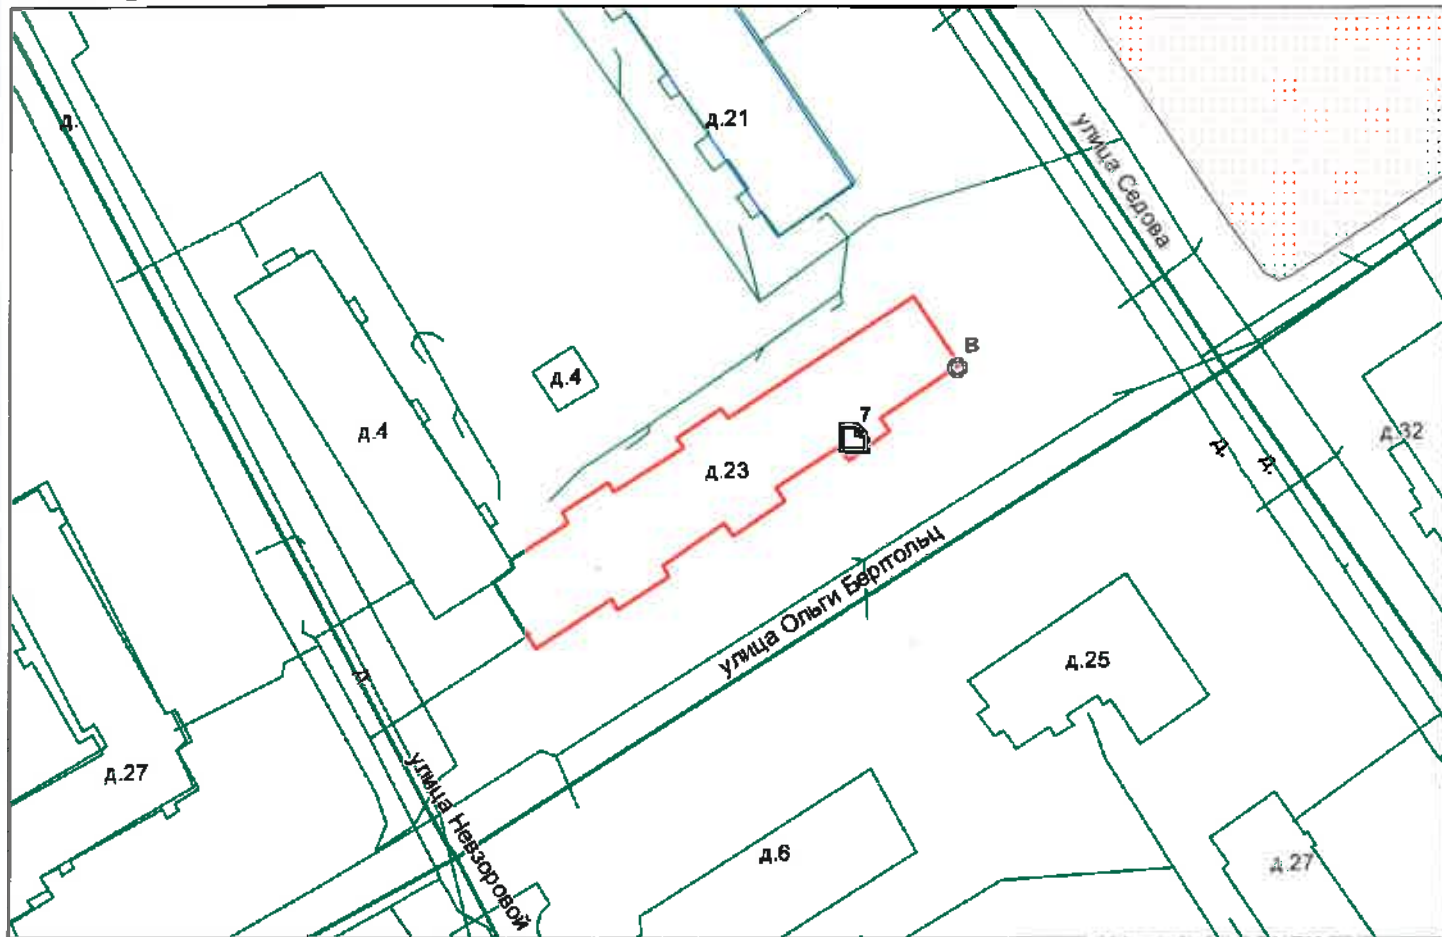 д.21
д.
улица Седова
В
д.4
7
д.4
д.32
д.
д.
д.23
улица Ольги Берггольц
д.25
д.
д.27
улица Невзоровой
д.6
д.27